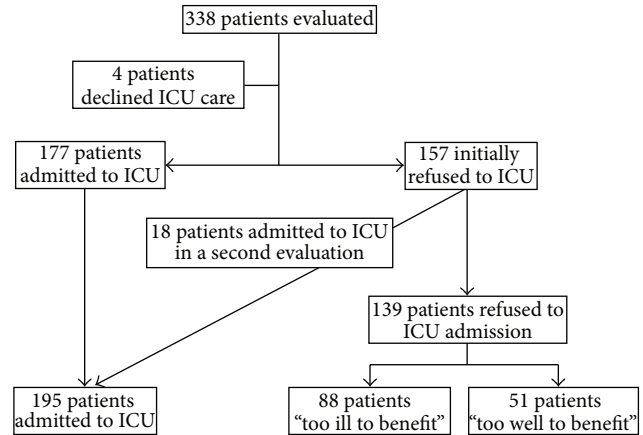 338 patients evaluated
4 patients
declined ICU care
177 patients
admitted to ICU
157 initially
refused to ICU
18 patients admitted to ICU
in a second evaluation
139 patients refused to
ICU admission
195 patients
admitted to ICU
88 patients
“too ill to benefit”
51 patients
“too well to benefit”